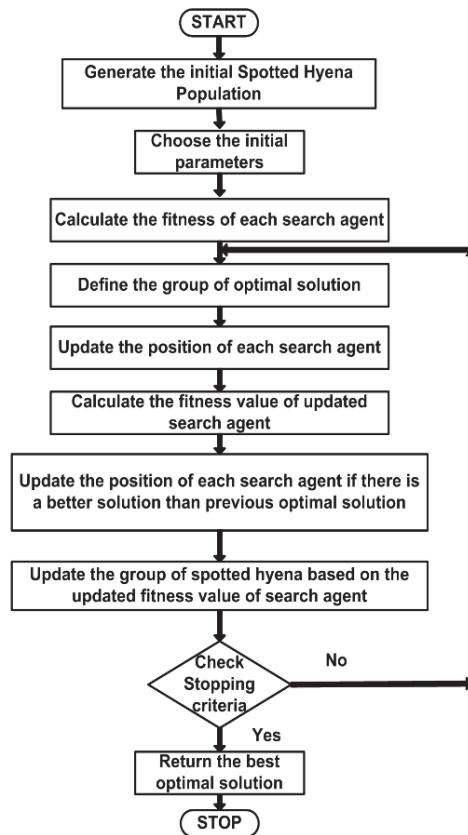 START
Generate the initial Spotted Hyena
Population
Choose the initial
parameters
Calculate the fitness of each search agent
Define the group of optimal solution
Update the position of each search agent
Calculate the fitness value of updated
search agent
Update the position of each search agent if there is
a better solution than previous optimal solution
Update the group of spotted hyena based on the
updated fitness value of search agent
Check
Stopping
criteria
No
Yes
Return the best
optimal solution
STOP